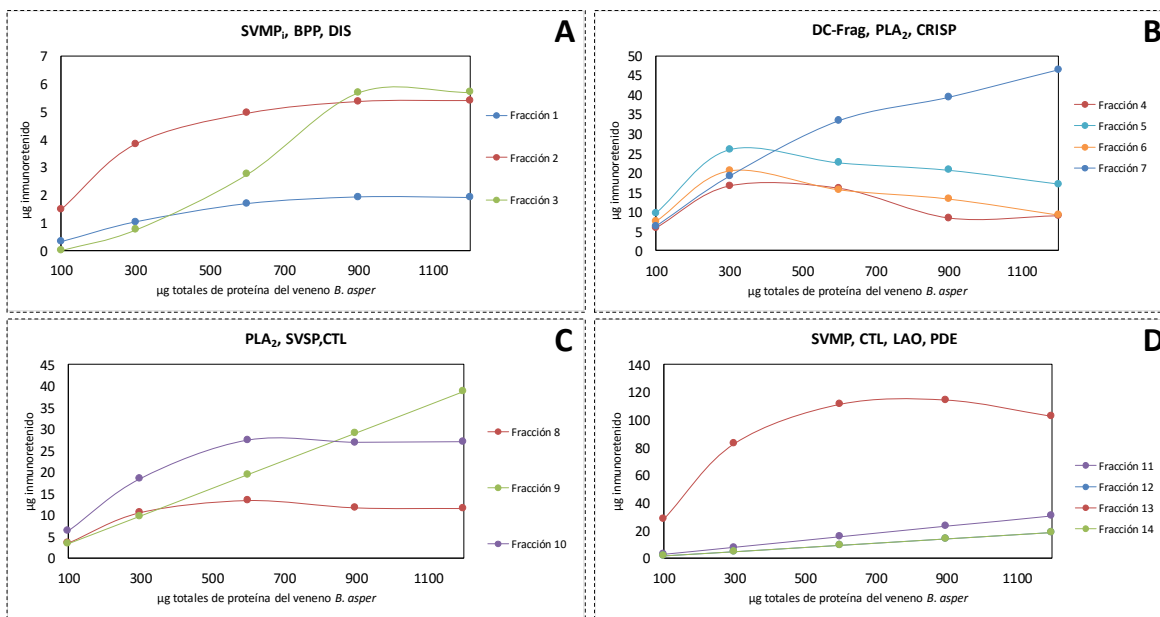 SVMPᵢ, BPP, DIS
A
µg inmunoretenido
7
6
5
4
3
2
1
0
100 300 500 700 900 1100
µg totales de proteína del veneno B. asper
Fracción 1
Fracción 2
Fracción 3
DC-Frag, PLA₂, CRISP
B
µg inmunoretenido
50
45
40
35
30
25
20
15
10
5
0
100 300 500 700 900 1100
µg totales de proteína del veneno B. asper
Fracción 4
Fracción 5
Fracción 6
Fracción 7
PLA₂, SVSP,CTL
C
µg inmunoretenido
45
40
35
30
25
20
15
10
5
0
100 300 500 700 900 1100
µg totales de proteína del veneno B. asper
Fracción 8
Fracción 9
Fracción 10
SVMP, CTL, LAO, PDE
D
µg inmunoretenido
140
120
100
80
60
40
20
0
100 300 500 700 900 1100
µg totales de proteína del veneno B. asper
Fracción 11
Fracción 12
Fracción 13
Fracción 14